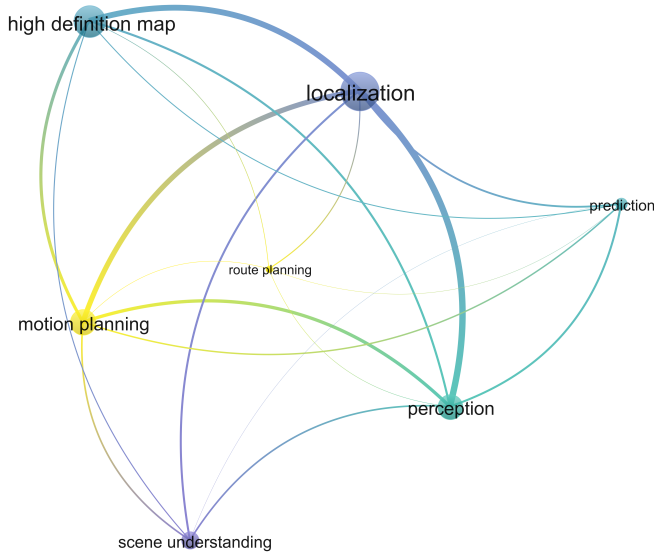 high definition map
localization
prediction
route planning
motion planning
perception
scene understanding